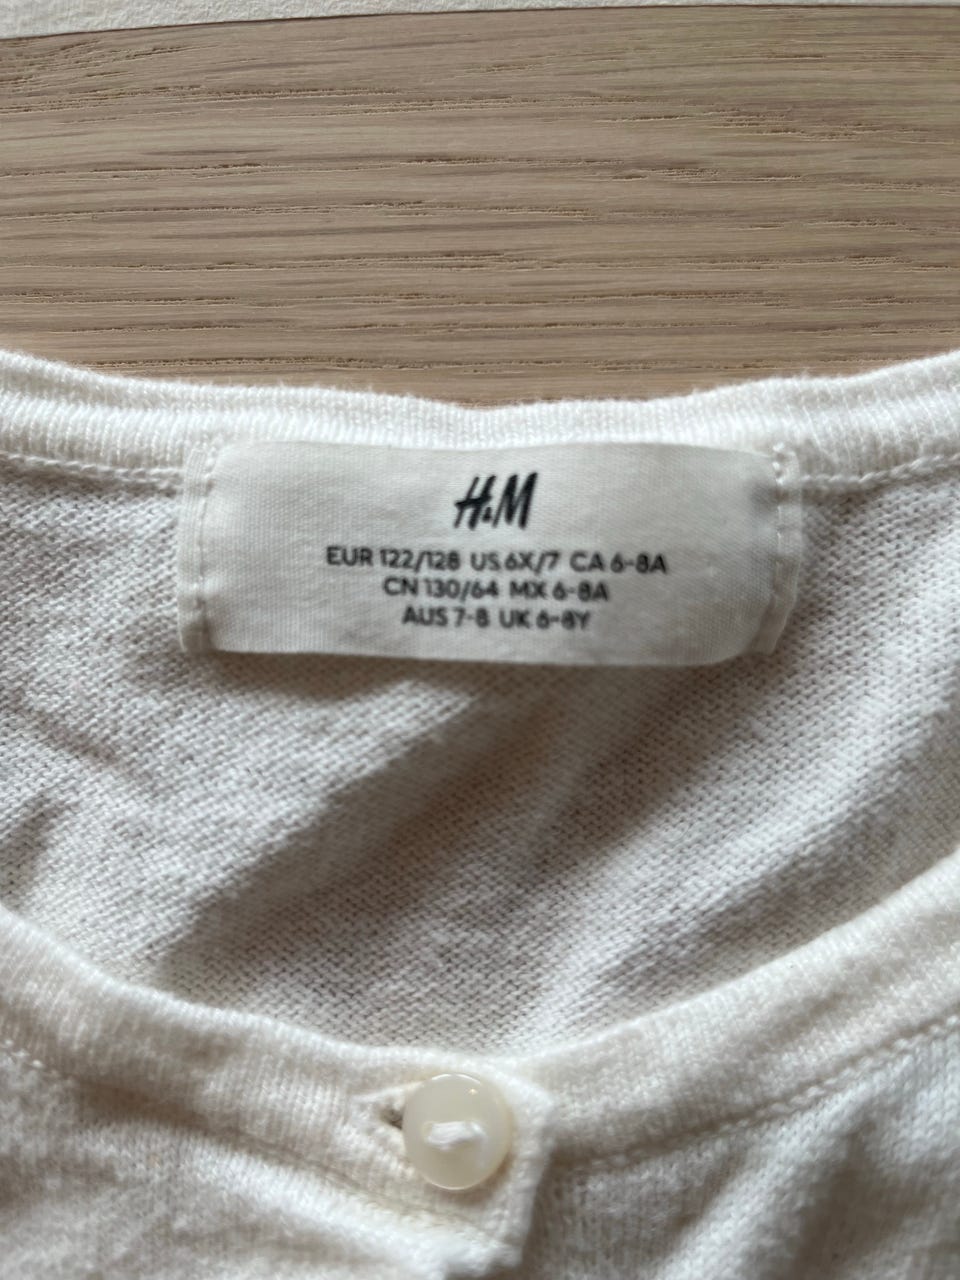 H&M
EUR 122/128 US 6X/7 CA 6-8A
CN 130/64 MX 6-8A
AUS 7-8 UK 6-8Y